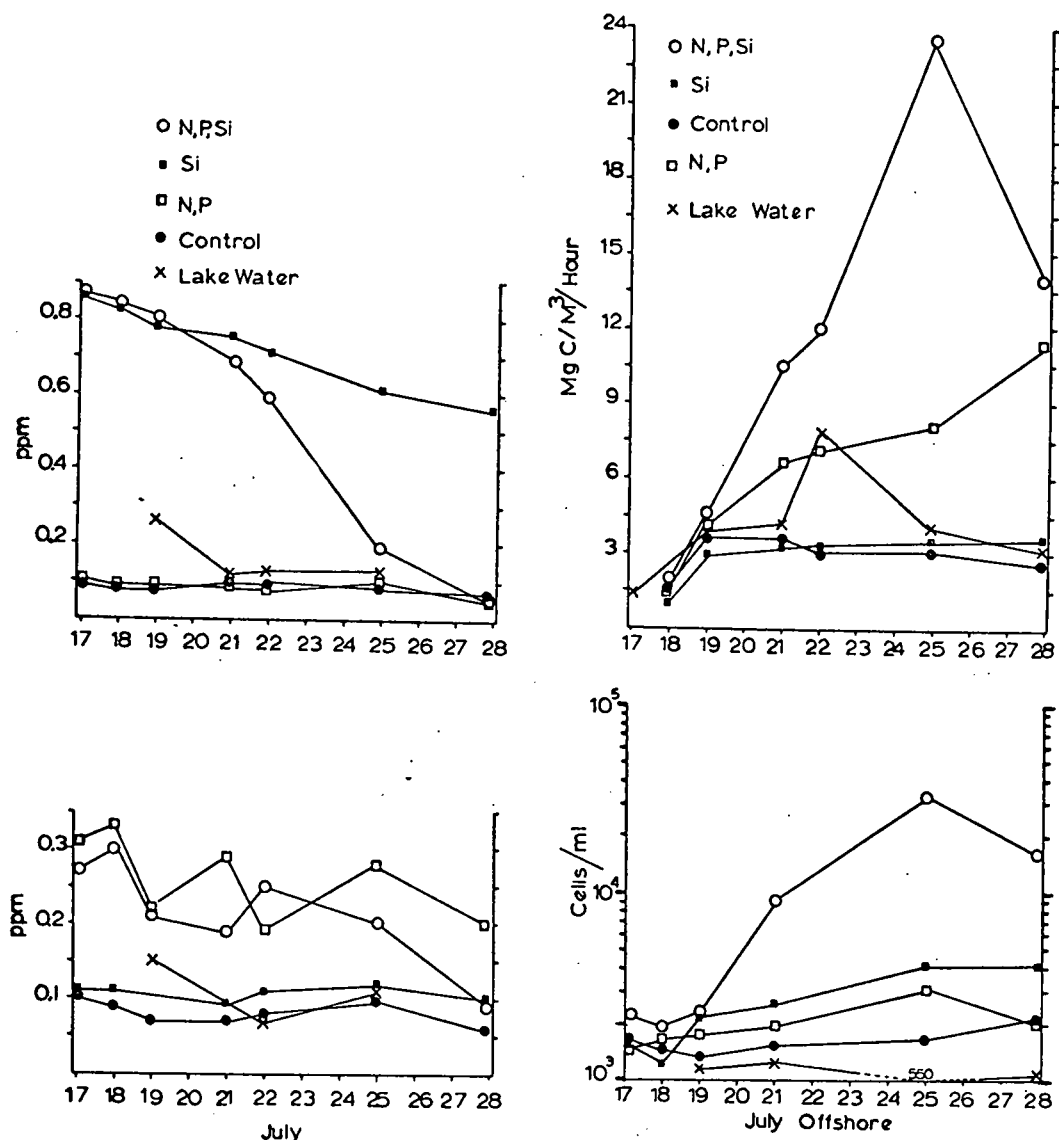 N,P,Si
Si
N,P
Control
Lake Water
ppm
0.8
0.6
0.4
0.2
17 18 19 20 21 22 23 24 25 26 27 28
N,P,Si
Si
Control
N,P
Lake Water
Mg C/M³/Hour
24
21
18
15
12
9
6
3
17 18 19 20 21 22 23 24 25 26 27 28
ppm
0.3
0.2
0.1
17 18 19 20 21 22 23 24 25 26 27 28
July
Cells/ml
10⁵
10⁴
10³
560
17 18 19 20 21 22 23 24 25 26 27 28
July Offshore